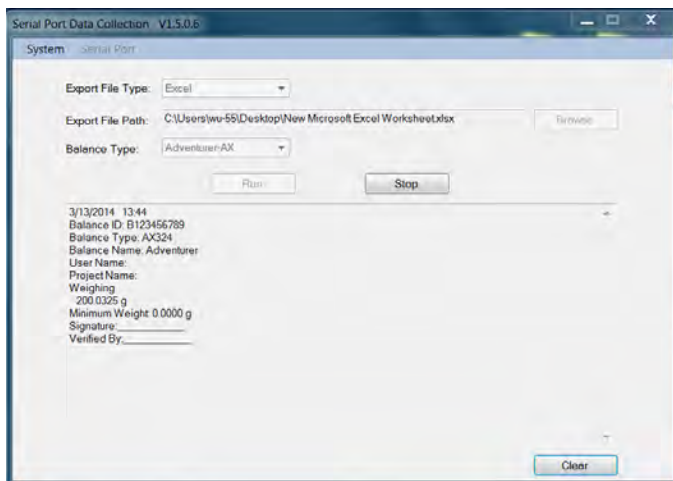 Serial Port Data Collection V1.5.0.6
System Serial Port
Export File Type: Excel
Export File Path: C:\Users\wu-55\Desktop\New Microsoft Excel Worksheet.xlsx Browse
Balance Type: Adventurer-AX
Run Stop
3/13/2014 13:44
Balance ID: B123456789
Balance Type: AX324
Balance Name: Adventurer
User Name:
Project Name:
Weighing
200.0325 g
Minimum Weight: 0.0000 g
Signature:____________
Verified By:____________
Clear